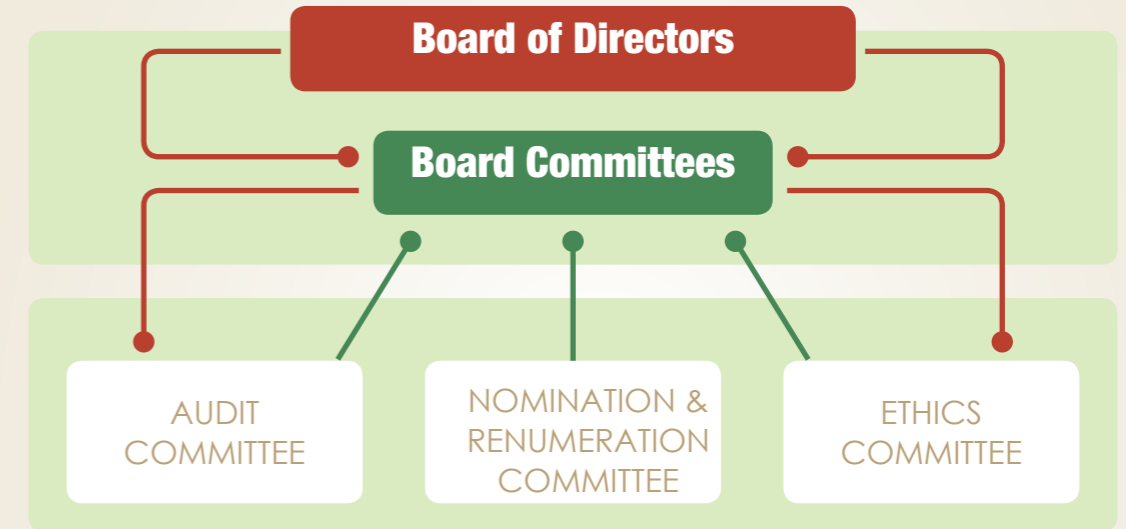 Board of Directors
Board Committees
AUDIT
COMMITTEE
NOMINATION &
RENUMERATION
COMMITTEE
ETHICS
COMMITTEE